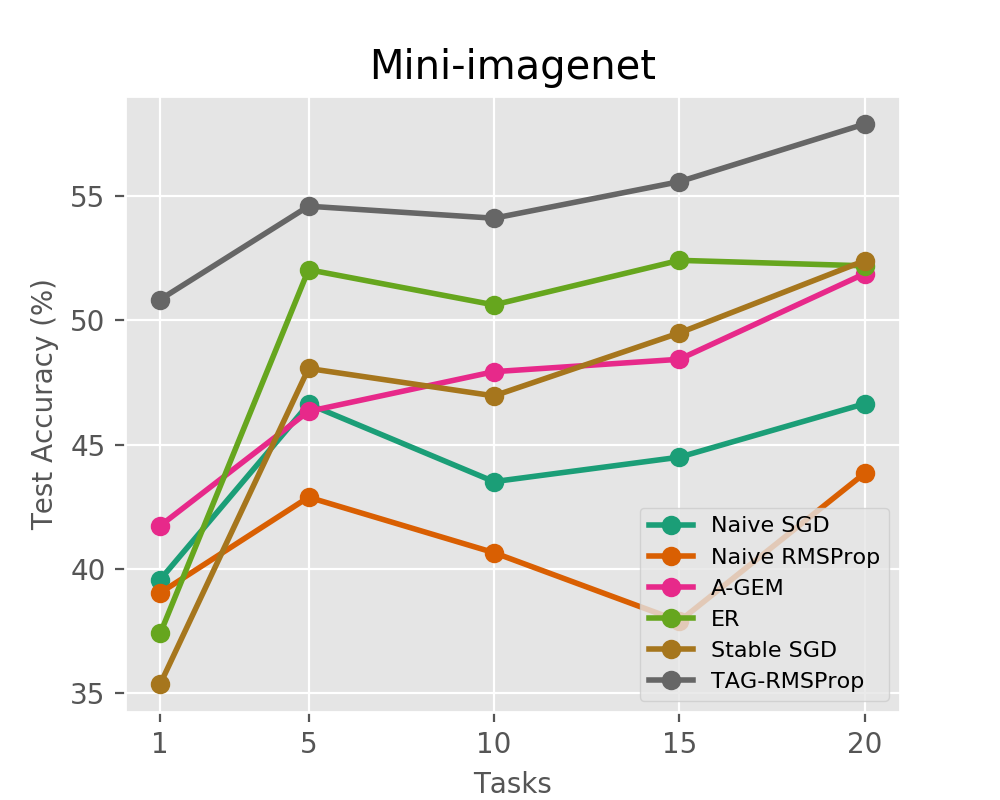 Mini-imagenet
Test Accuracy (%)
55
50
45
40
35
1 5 10 15 20
Tasks
Naive SGD
Naive RMSProp
A-GEM
ER
Stable SGD
TAG-RMSProp